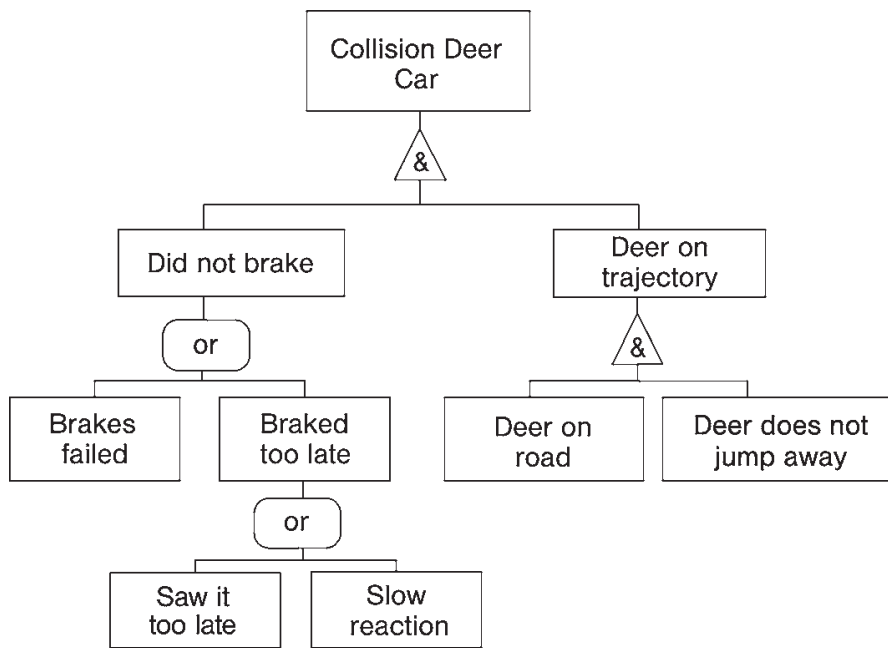 Collision Deer
Car
&
Did not brake
Deer on
trajectory
or
&
Brakes
failed
Braked
too late
Deer on
road
Deer does not
jump away
or
Saw it
too late
Slow
reaction